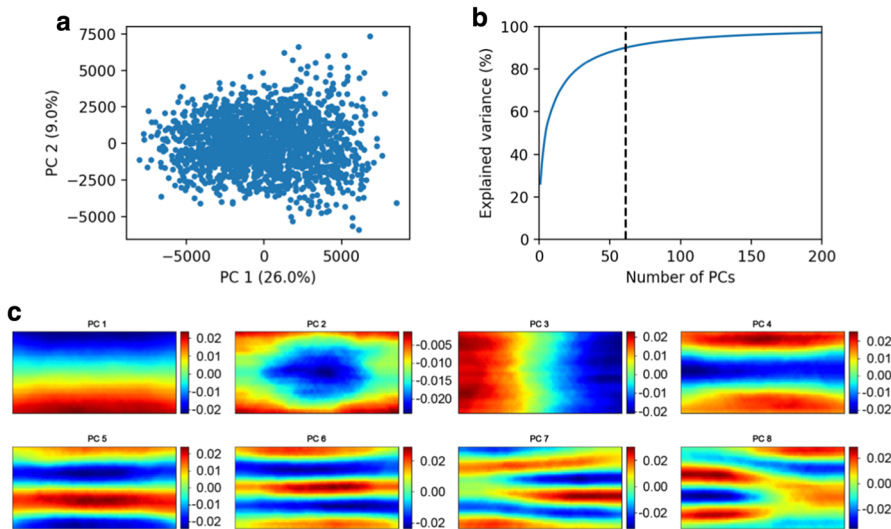 a
7500
5000
2500
0
−2500
−5000
PC 2 (9.0%)
−5000 0 5000
PC 1 (26.0%)
b
100
80
60
40
20
0
Explained variance (%)
0 50 100 150 200
Number of PCs
c
PC 1
0.02
0.01
0.00
-0.01
-0.02
PC 2
-0.005
-0.010
-0.015
-0.020
PC 3
0.02
0.01
0.00
-0.01
-0.02
PC 4
0.02
0.01
0.00
-0.01
-0.02
PC 5
0.02
0.01
0.00
-0.01
-0.02
PC 6
0.02
0.00
-0.02
PC 7
0.02
0.00
-0.02
PC 8
0.02
0.00
-0.02